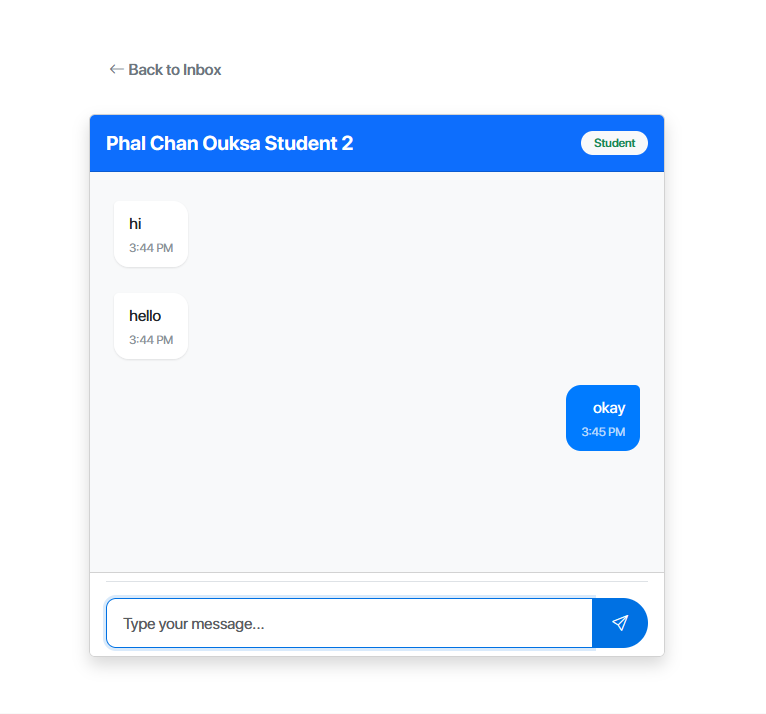 Back to Inbox
Phal Chan Ouksa Student 2
Student
hi
3:44 PM
hello
3:44 PM
okay
3:45 PM
Type your message...